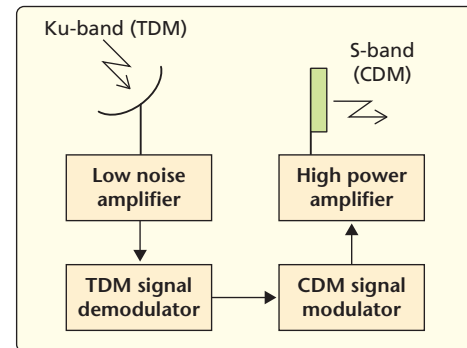 Ku-band (TDM)
S-band
(CDM)
Low noise
amplifier
High power
amplifier
TDM signal
demodulator
CDM signal
modulator